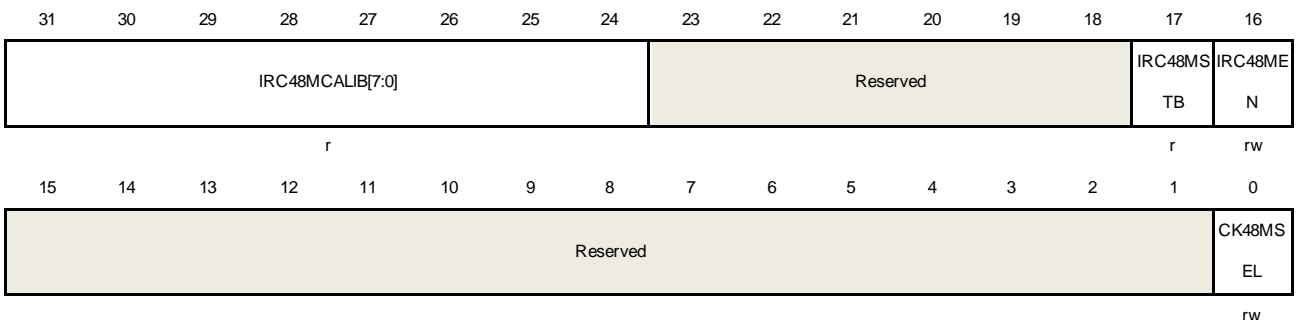 31 30 29 28 27 26 25 24 23 22 21 20 19 18 17 16
IRC48MCALIB[7:0] Reserved IRC48MS IRC48ME
TB N
r r rw
15 14 13 12 11 10 9 8 7 6 5 4 3 2 1 0
Reserved CK48MS
EL
rw